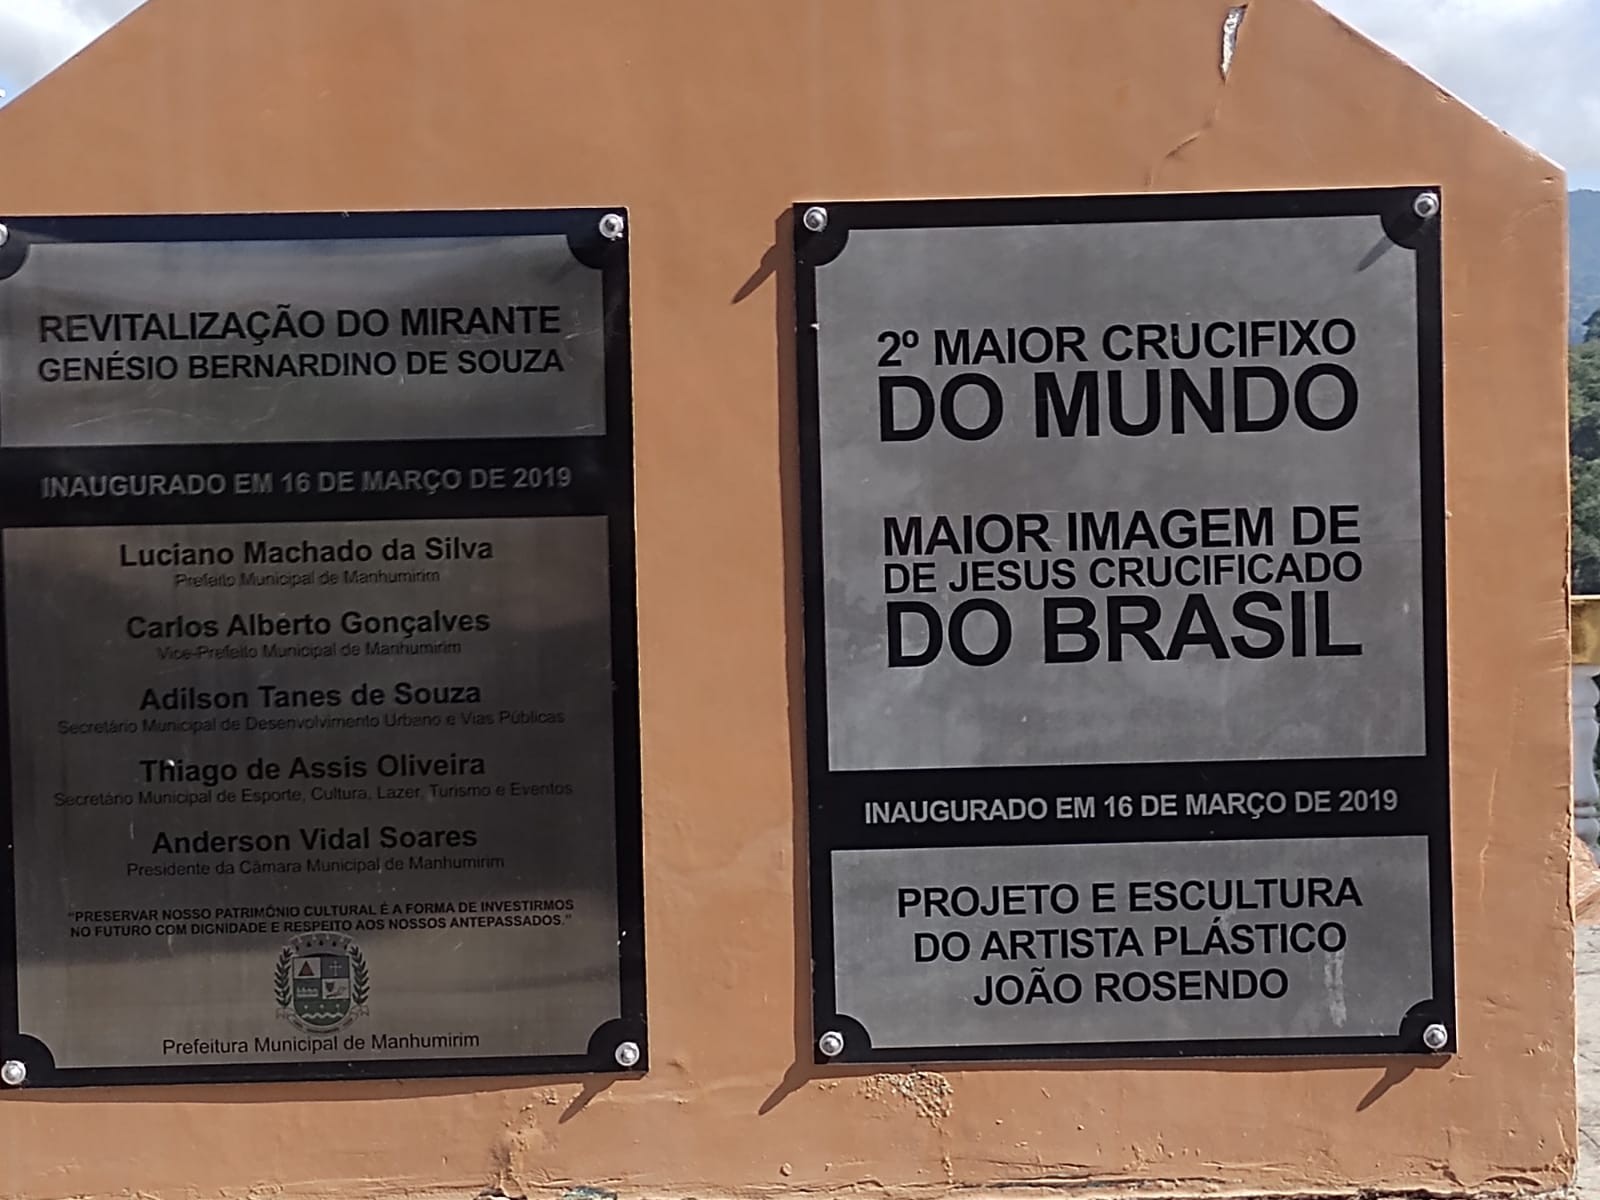 REVITALIZAÇÃO DO MIRANTE
GENÉSIO BERNARDINO DE SOUZA
INAUGURADO EM 16 DE MARÇO DE 2019
Luciano Machado da Silva
Prefeito Municipal de Manhumirim
Carlos Alberto Gonçalves
Vice-Prefeito Municipal de Manhumirim
Adilson Tanes de Souza
Secretário Municipal de Desenvolvimento Urbano e Vias Públicas
Thiago de Assis Oliveira
Secretário Municipal de Esporte, Cultura, Lazer, Turismo e Eventos
Anderson Vidal Soares
Presidente da Câmara Municipal de Manhumirim
"PRESERVAR NOSSO PATRIMÔNIO CULTURAL É A FORMA DE INVESTIRMOS
NO FUTURO COM DIGNIDADE E RESPEITO AOS NOSSOS ANTEPASSADOS."
Prefeitura Municipal de Manhumirim
2º MAIOR CRUCIFIXO
DO MUNDO
MAIOR IMAGEM DE
DE JESUS CRUCIFICADO
DO BRASIL
INAUGURADO EM 16 DE MARÇO DE 2019
PROJETO E ESCULTURA
DO ARTISTA PLÁSTICO
JOÃO ROSENDO